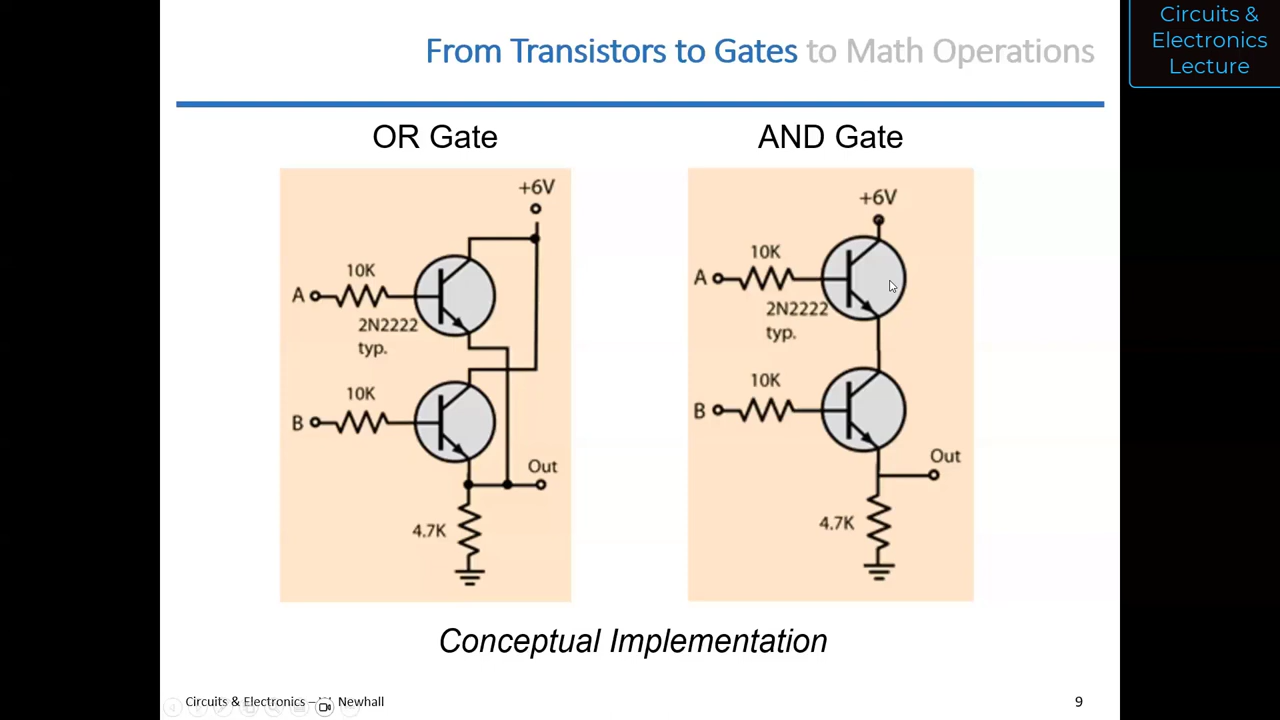 From Transistors to Gates to Math Operations
Circuits &
Electronics
Lecture
OR Gate
+6V
10K
A
2N2222
typ.
10K
B
Out
4.7K
AND Gate
+6V
10K
A
2N2222
typ.
10K
B
Out
4.7K
Conceptual Implementation
Circuits & Electronics – Newhall
9